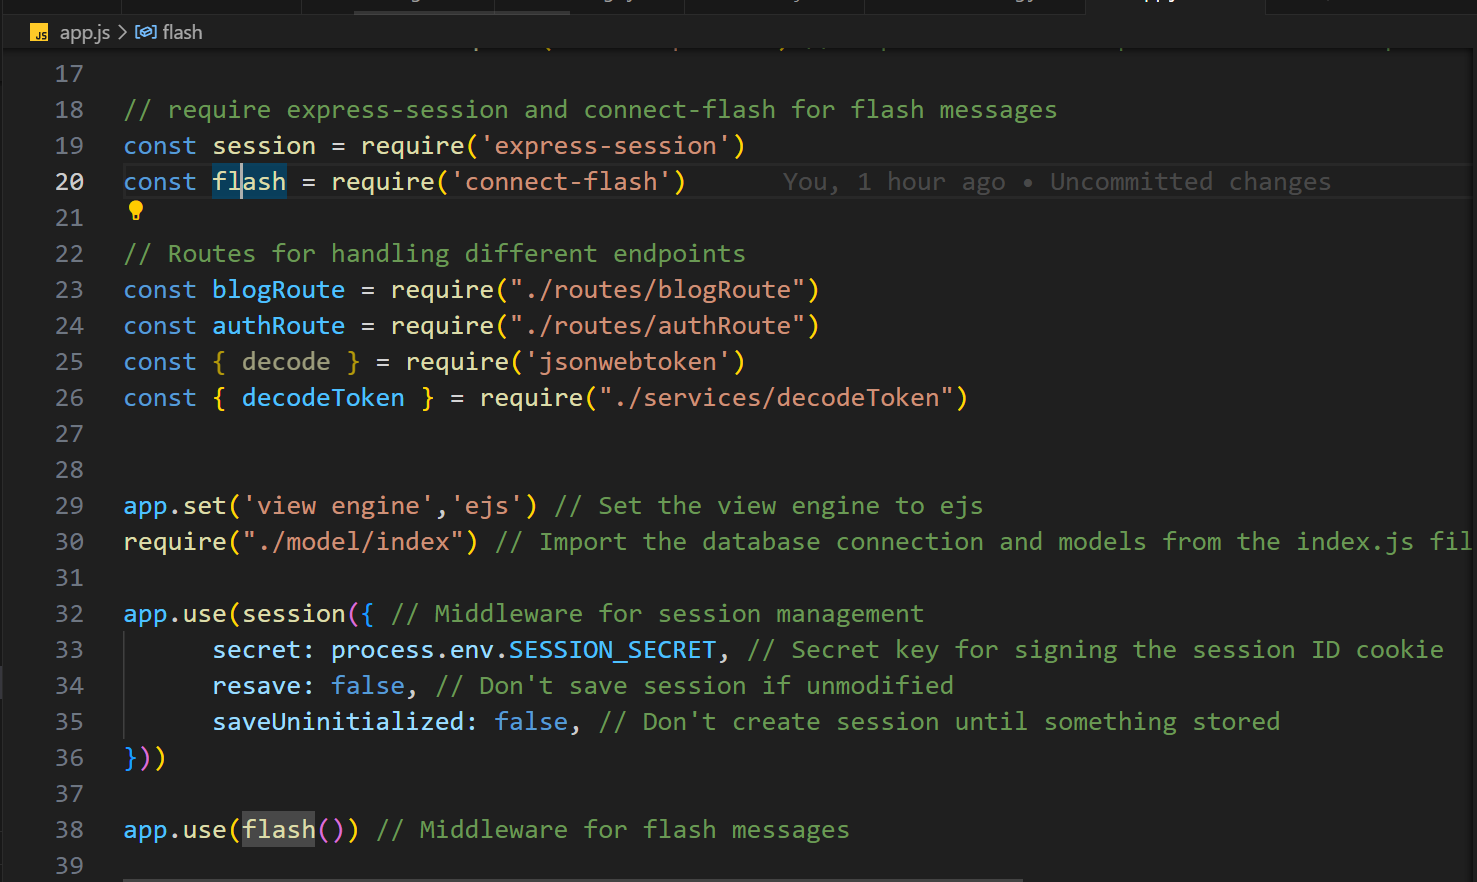 JS app.js > flash
17
18 // require express-session and connect-flash for flash messages
19 const session = require('express-session')
20 const flash = require('connect-flash') You, 1 hour ago • Uncommitted changes
21
22 // Routes for handling different endpoints
23 const blogRoute = require("./routes/blogRoute")
24 const authRoute = require("./routes/authRoute")
25 const { decode } = require('jsonwebtoken')
26 const { decodeToken } = require("./services/decodeToken")
27
28
29 app.set('view engine','ejs') // Set the view engine to ejs
30 require("./model/index") // Import the database connection and models from the index.js fil
31
32 app.use(session({ // Middleware for session management
33 secret: process.env.SESSION_SECRET, // Secret key for signing the session ID cookie
34 resave: false, // Don't save session if unmodified
35 saveUninitialized: false, // Don't create session until something stored
36 }))
37
38 app.use(flash()) // Middleware for flash messages
39